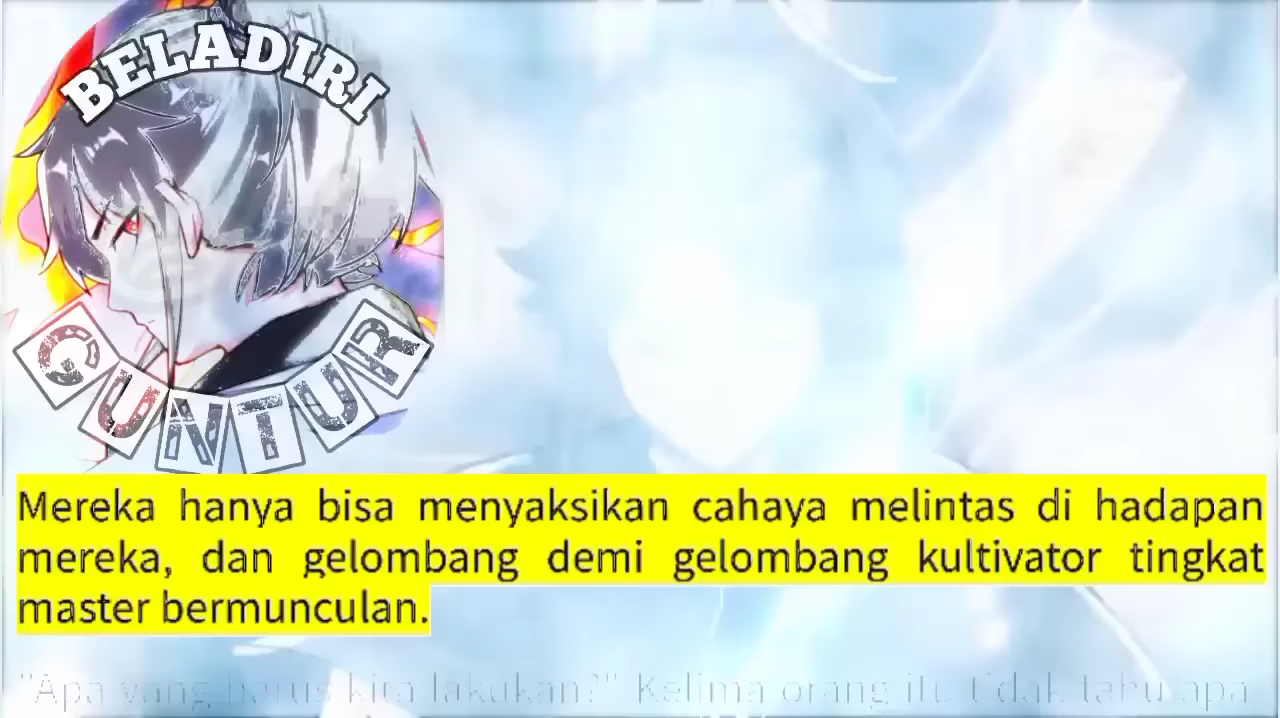 BELADIRI
GUNTUR
Mereka hanya bisa menyaksikan cahaya melintas di hadapan
mereka, dan gelombang demi gelombang kultivator tingkat
master bermunculan.
"Apa yang harus kita lakukan?" Kelima orang itu tidak tahu apa